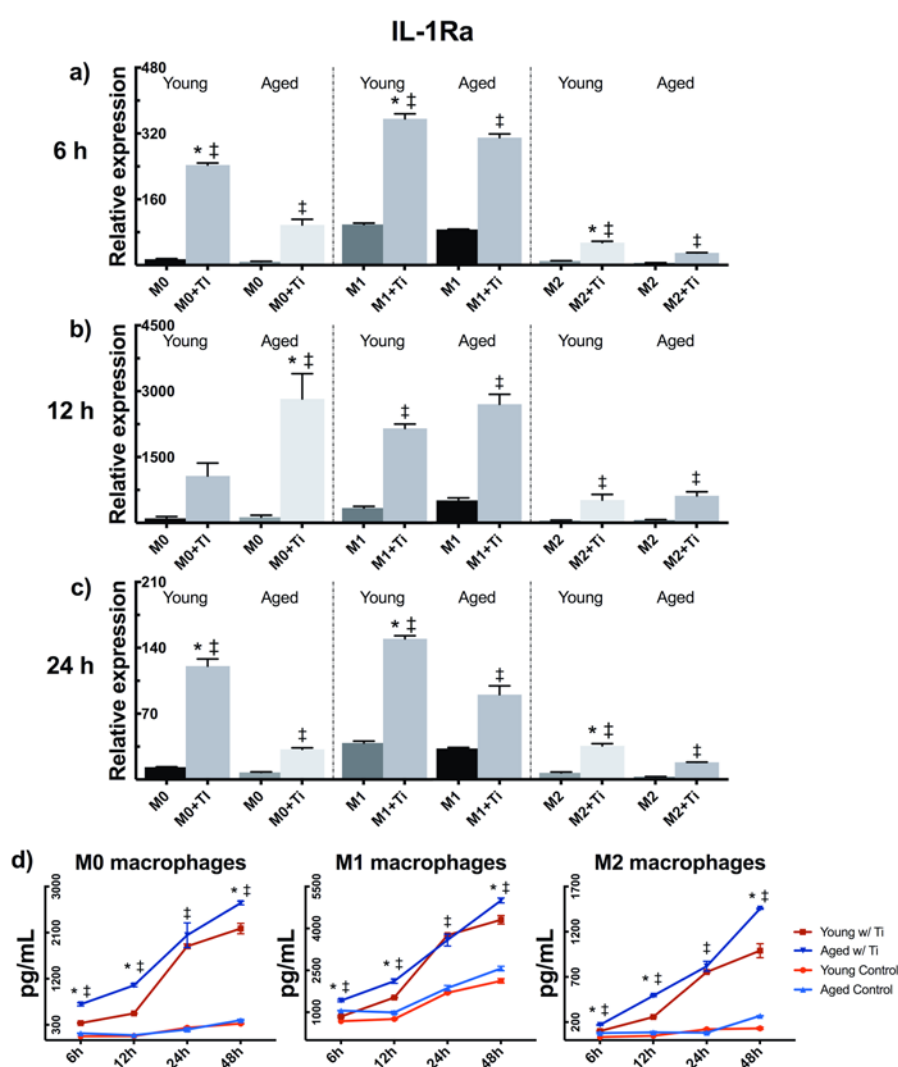 IL-1Ra
a)
6 h
Relative expression
480
320
160
Young Aged Young Aged Young Aged
* ‡ ‡ * ‡ ‡ * ‡ ‡
M0 M0+Ti M0 M0+Ti M1 M1+Ti M1 M1+Ti M2 M2+Ti M2 M2+Ti
b)
12 h
Relative expression
4500
3000
1500
Young Aged Young Aged Young Aged
* ‡ ‡ ‡ ‡ ‡
M0 M0+Ti M0 M0+Ti M1 M1+Ti M1 M1+Ti M2 M2+Ti M2 M2+Ti
c)
24 h
Relative expression
210
140
70
Young Aged Young Aged Young Aged
* ‡ ‡ * ‡ ‡ * ‡ ‡
M0 M0+Ti M0 M0+Ti M1 M1+Ti M1 M1+Ti M2 M2+Ti M2 M2+Ti
d)
M0 macrophages
pg/mL
3000
2100
1200
300
* ‡ * ‡ ‡ * ‡
6h 12h 24h 48h
M1 macrophages
pg/mL
5500
4000
2500
1000
* ‡ * ‡ ‡ * ‡
6h 12h 24h 48h
M2 macrophages
pg/mL
1700
1200
700
200
* ‡ * ‡ ‡ * ‡
6h 12h 24h 48h
Young w/ Ti
Aged w/ Ti
Young Control
Aged Control